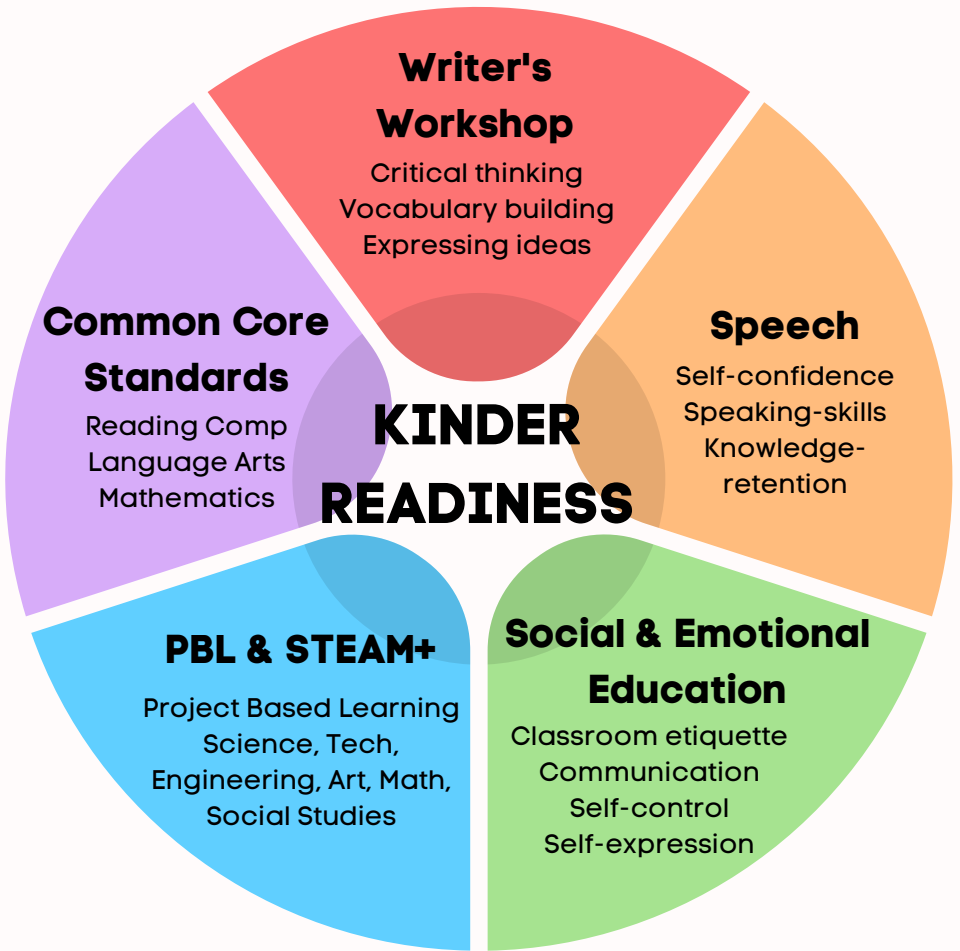 Writer's
Workshop
Critical thinking
Vocabulary building
Expressing ideas
Common Core
Standards
Reading Comp
Language Arts
Mathematics
Speech
Self-confidence
Speaking-skills
Knowledge-
retention
KINDER
READINESS
PBL & STEAM+
Project Based Learning
Science, Tech,
Engineering, Art, Math,
Social Studies
Social & Emotional
Education
Classroom etiquette
Communication
Self-control
Self-expression